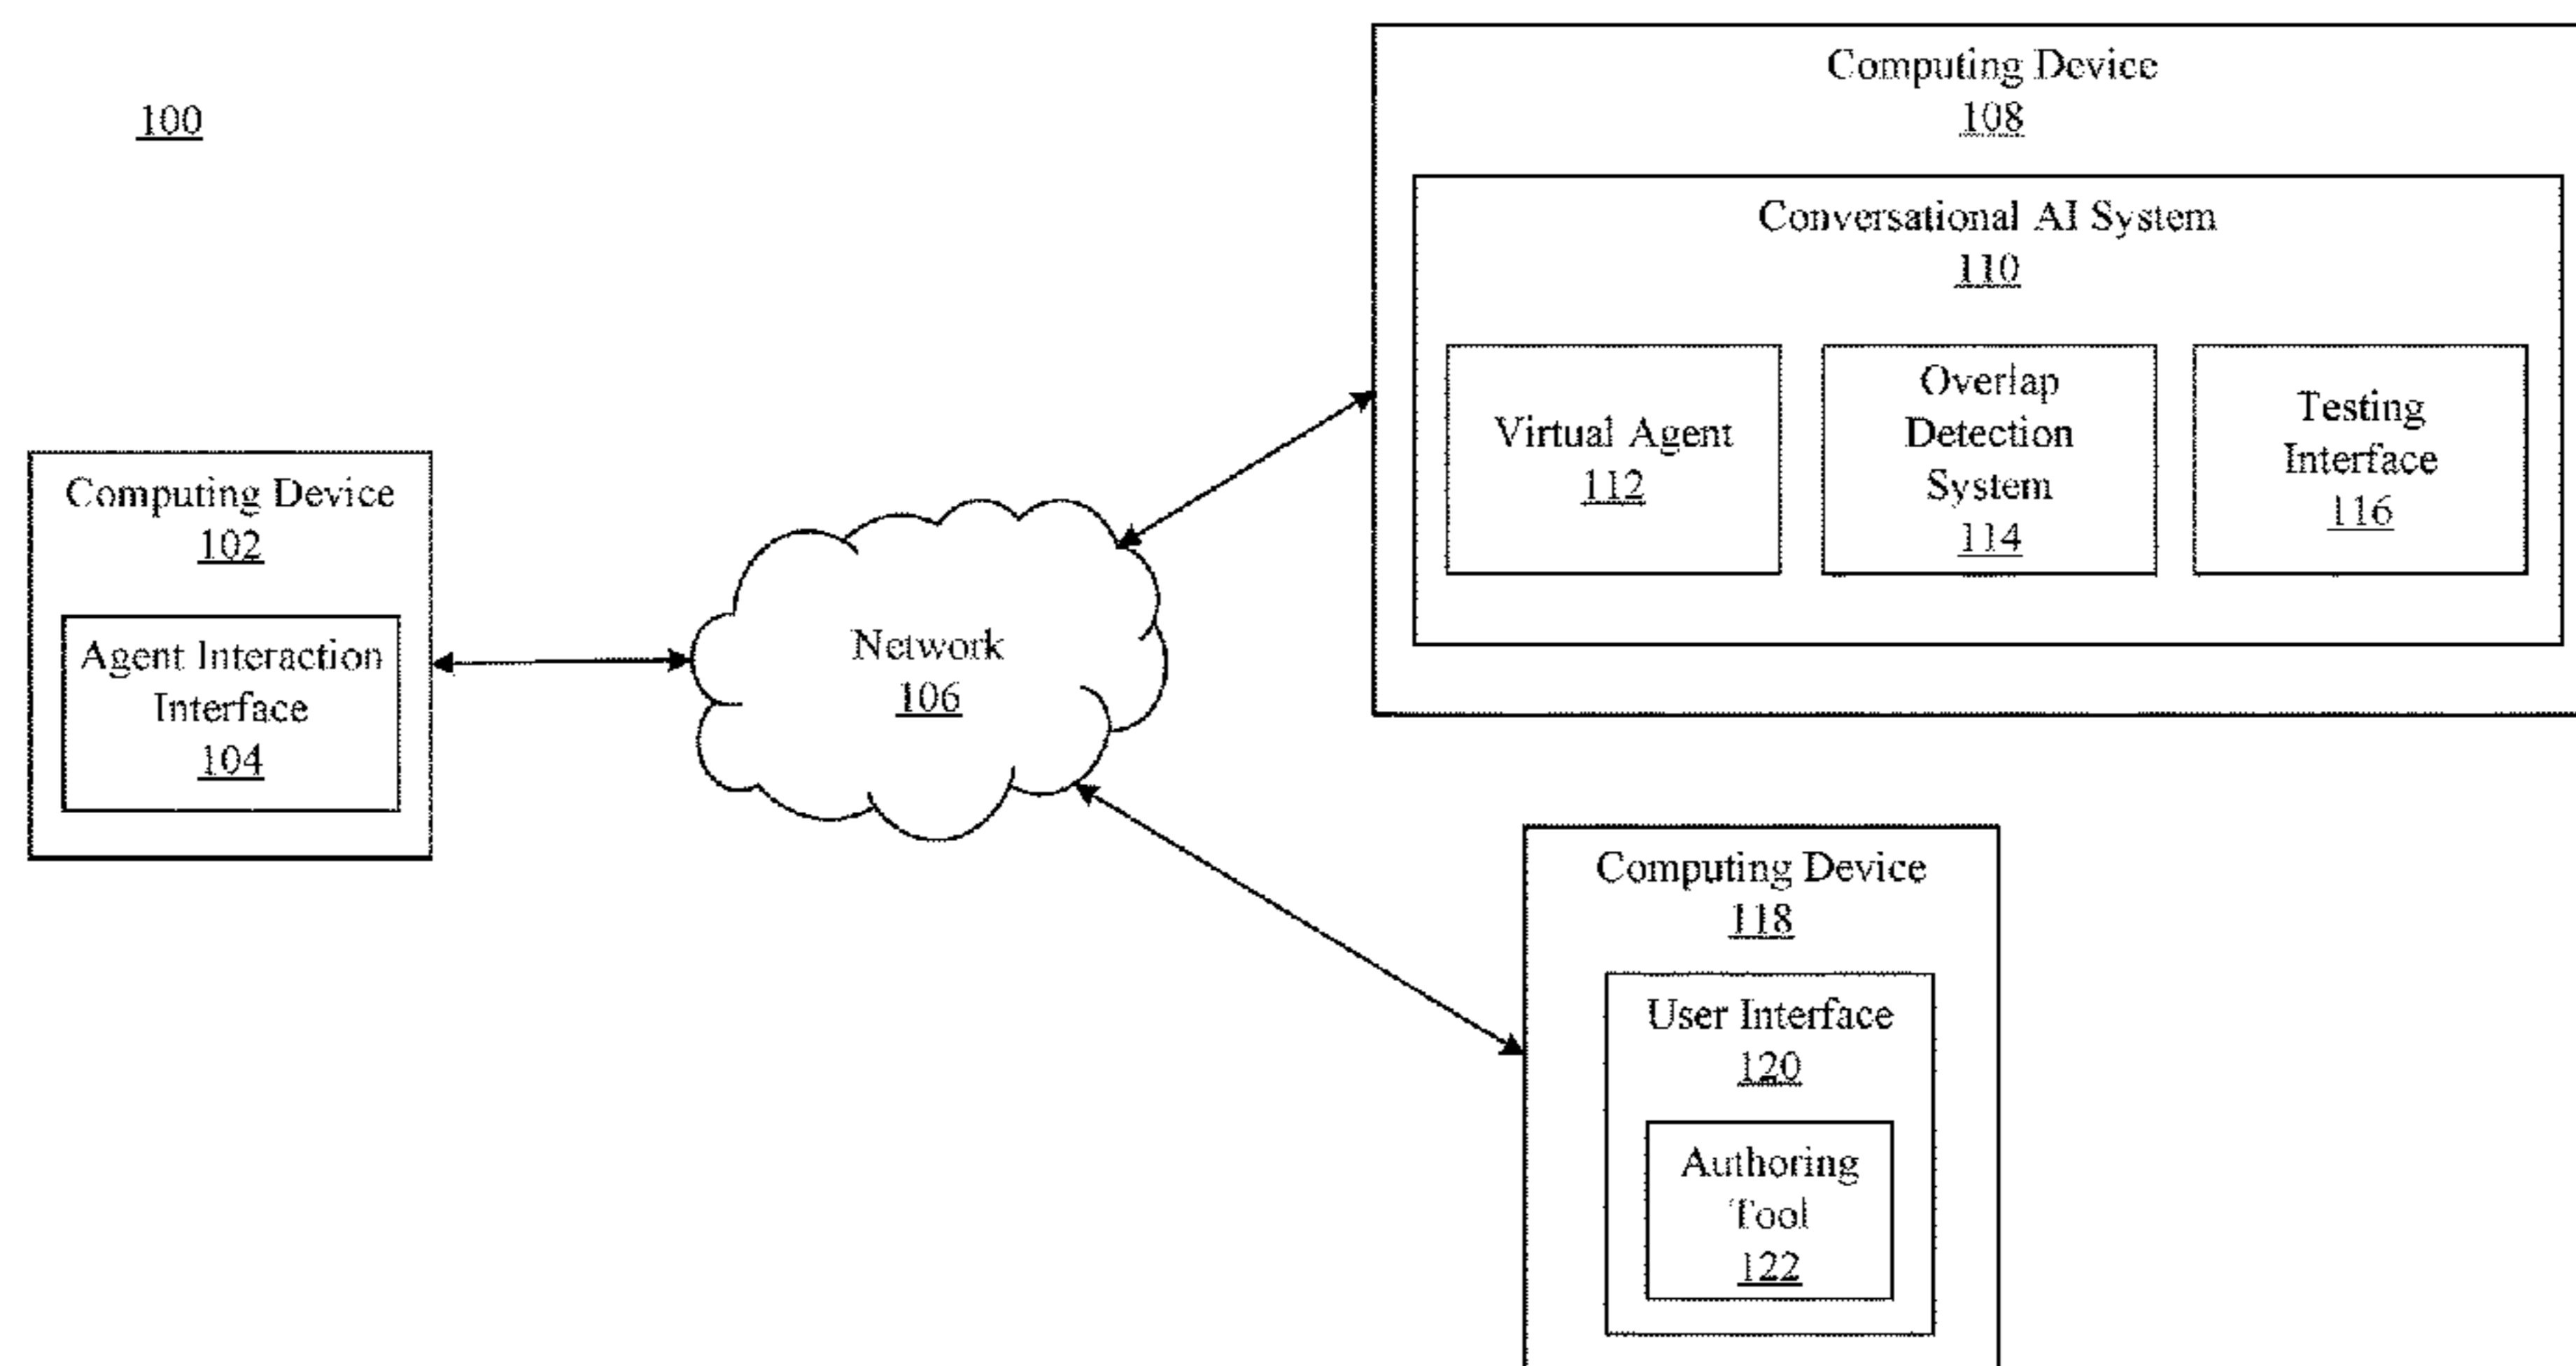 100
Computing Device
108
Conversational AI System
110
Virtual Agent
112
Overlap
Detection
System
114
Testing
Interface
116
Computing Device
102
Agent Interaction
Interface
104
Network
106
Computing Device
118
User Interface
120
Authoring
Tool
122